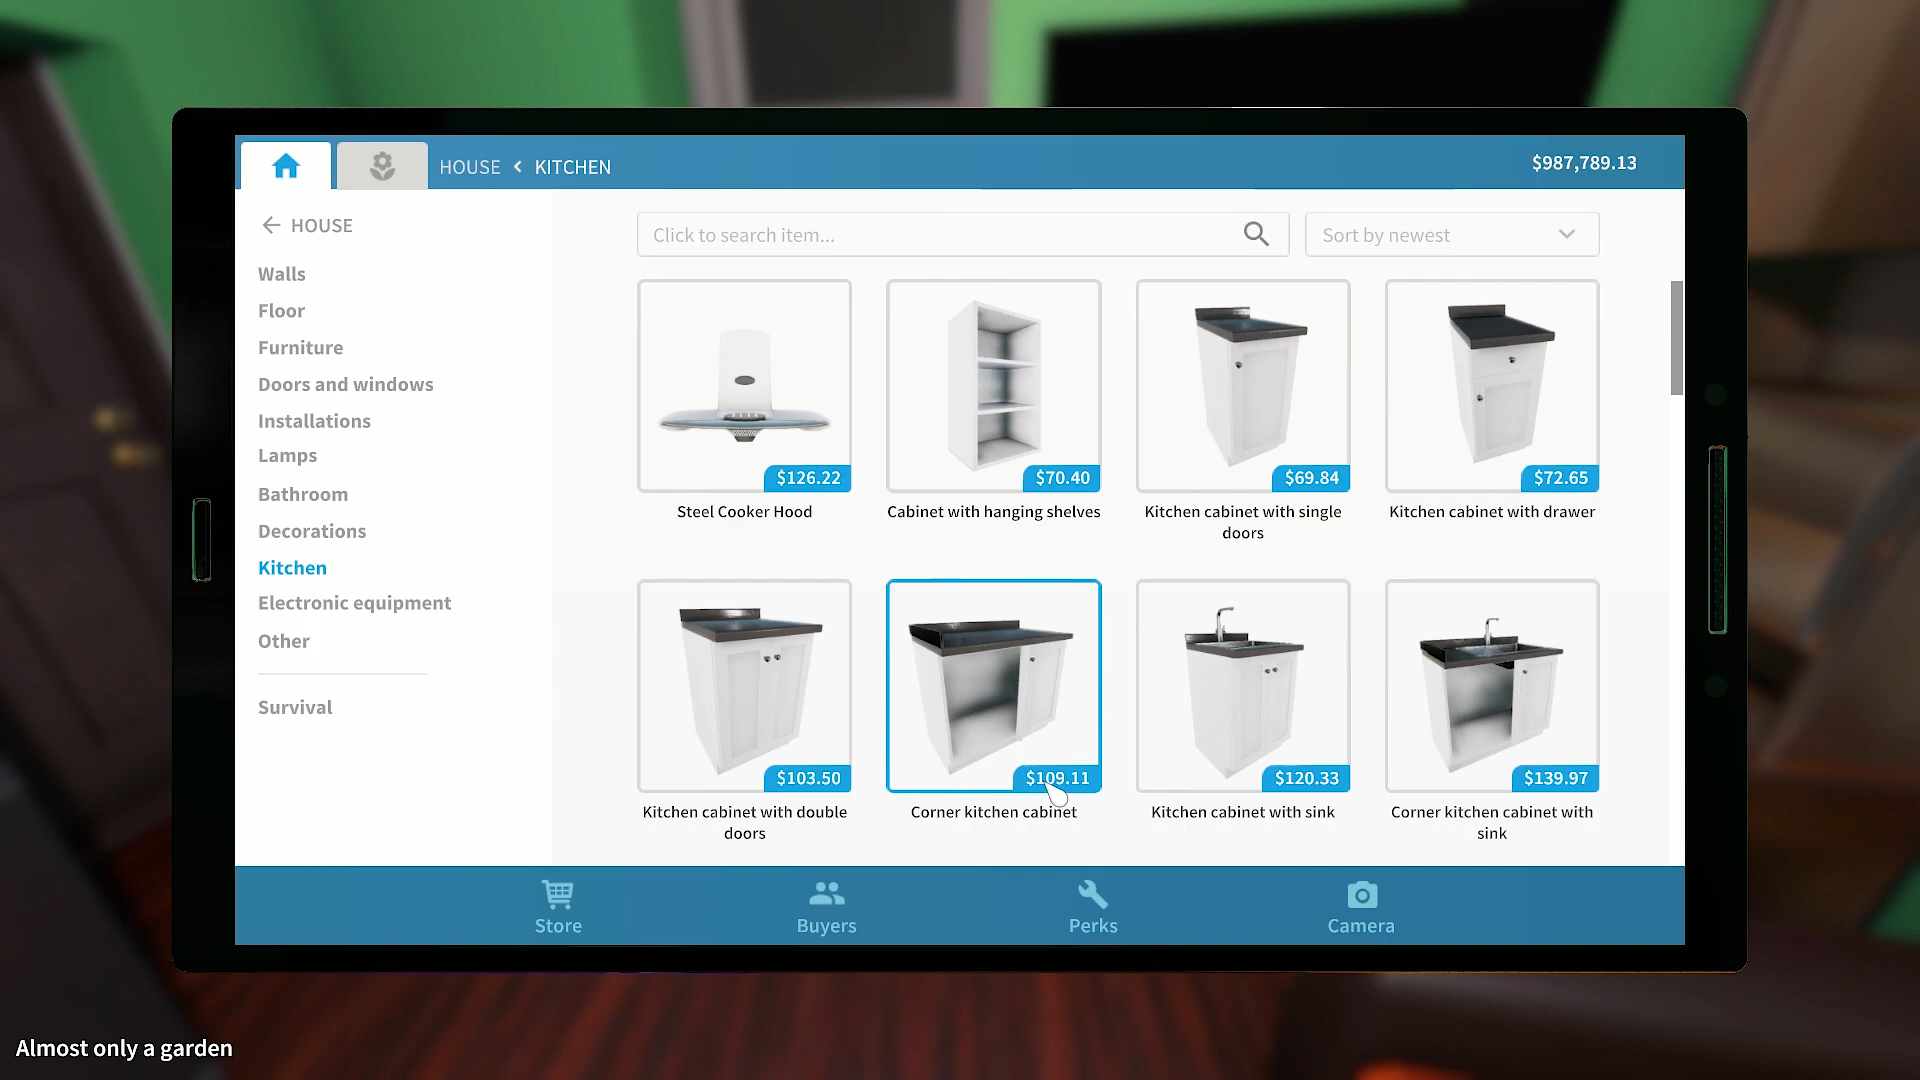 HOUSE < KITCHEN
$987,789.13
HOUSE
Walls
Floor
Furniture
Doors and windows
Installations
Lamps
Bathroom
Decorations
Kitchen
Electronic equipment
Other
Survival
Click to search item...
Sort by newest
$126.22
Steel Cooker Hood
$70.40
Cabinet with hanging shelves
$69.84
Kitchen cabinet with single
doors
$72.65
Kitchen cabinet with drawer
$103.50
Kitchen cabinet with double
doors
$109.11
Corner kitchen cabinet
$120.33
Kitchen cabinet with sink
$139.97
Corner kitchen cabinet with
sink
Store
Buyers
Perks
Camera
Almost only a garden